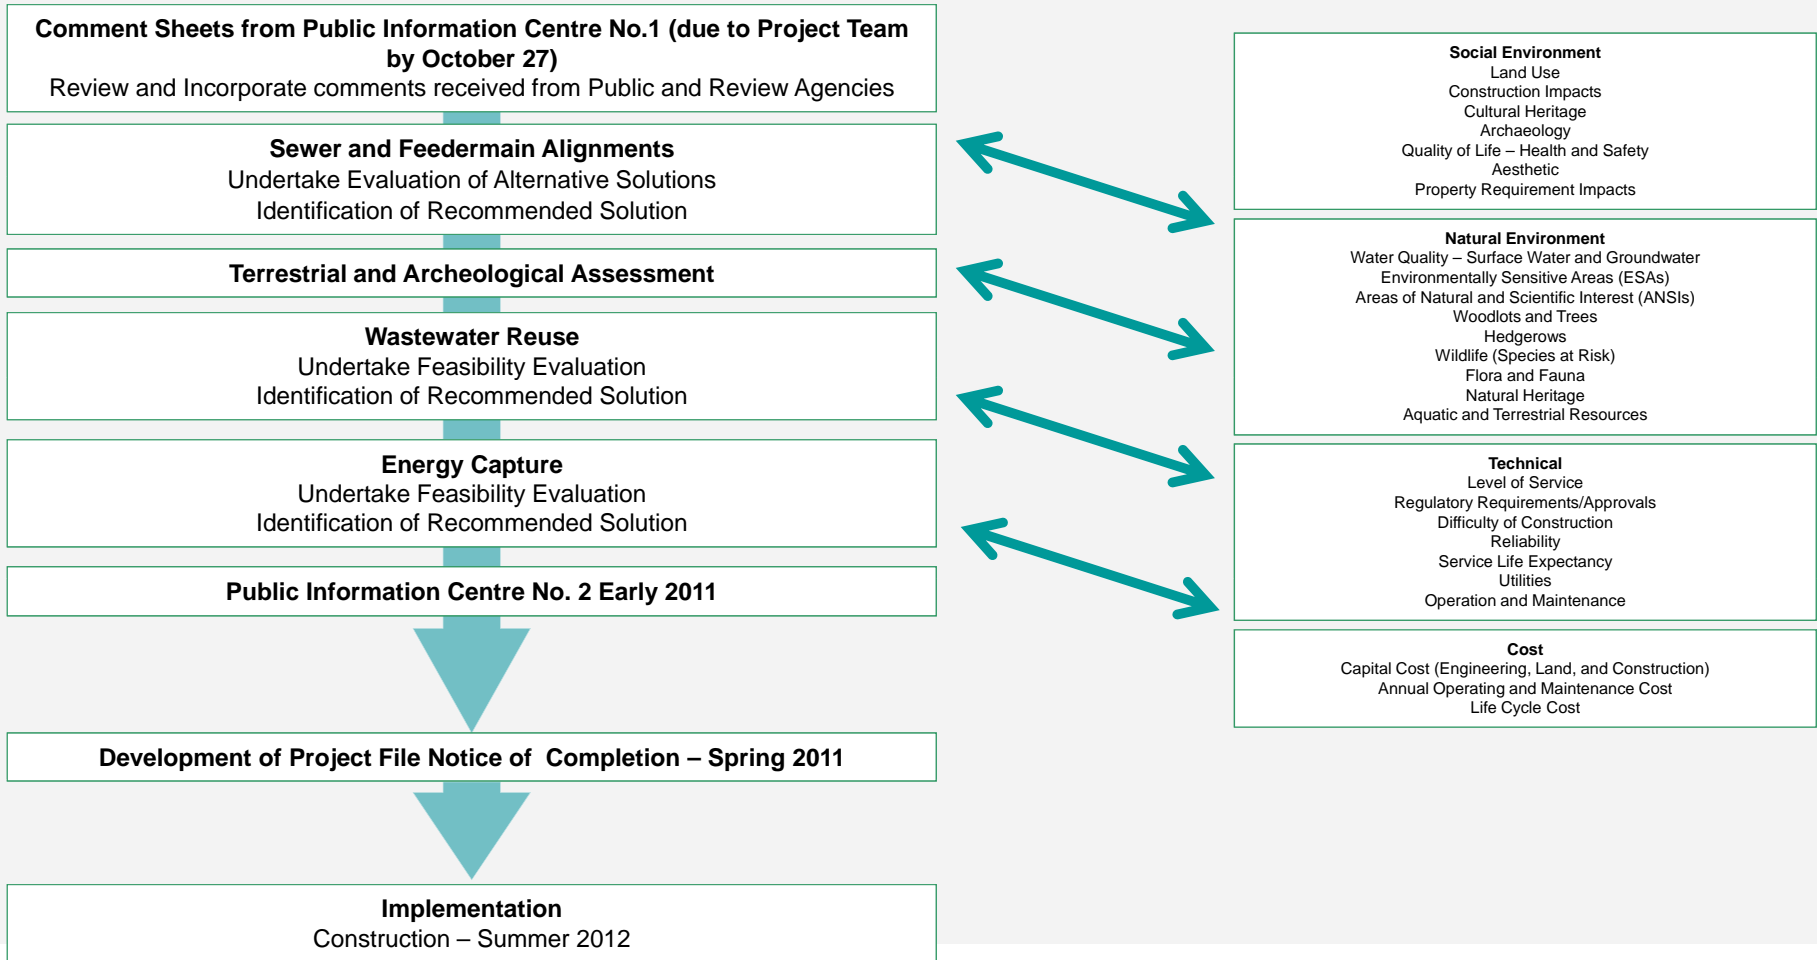 Comment Sheets from Public Information Centre No.1 (due to Project Team
by October 27)
Review and Incorporate comments received from Public and Review Agencies
Sewer and Feedermain Alignments
Undertake Evaluation of Alternative Solutions
Identification of Recommended Solution
Terrestrial and Archeological Assessment
Wastewater Reuse
Undertake Feasibility Evaluation
Identification of Recommended Solution
Energy Capture
Undertake Feasibility Evaluation
Identification of Recommended Solution
Public Information Centre No. 2 Early 2011
Development of Project File Notice of  Completion – Spring 2011
Implementation
Construction – Summer 2012
Social Environment
Land Use
Construction Impacts
Cultural Heritage
Archaeology
Quality of Life – Health and Safety
Aesthetic
Property Requirement Impacts
Natural Environment
Water Quality – Surface Water and Groundwater
Environmentally Sensitive Areas (ESAs)
Areas of Natural and Scientific Interest (ANSIs)
Woodlots and Trees
Hedgerows
Wildlife (Species at Risk)
Flora and Fauna
Natural Heritage
Aquatic and Terrestrial Resources
Technical
Level of Service
Regulatory Requirements/Approvals
Difficulty of Construction
Reliability
Service Life Expectancy
Utilities
Operation and Maintenance
Cost
Capital Cost (Engineering, Land, and Construction)
Annual Operating and Maintenance Cost
Life Cycle Cost